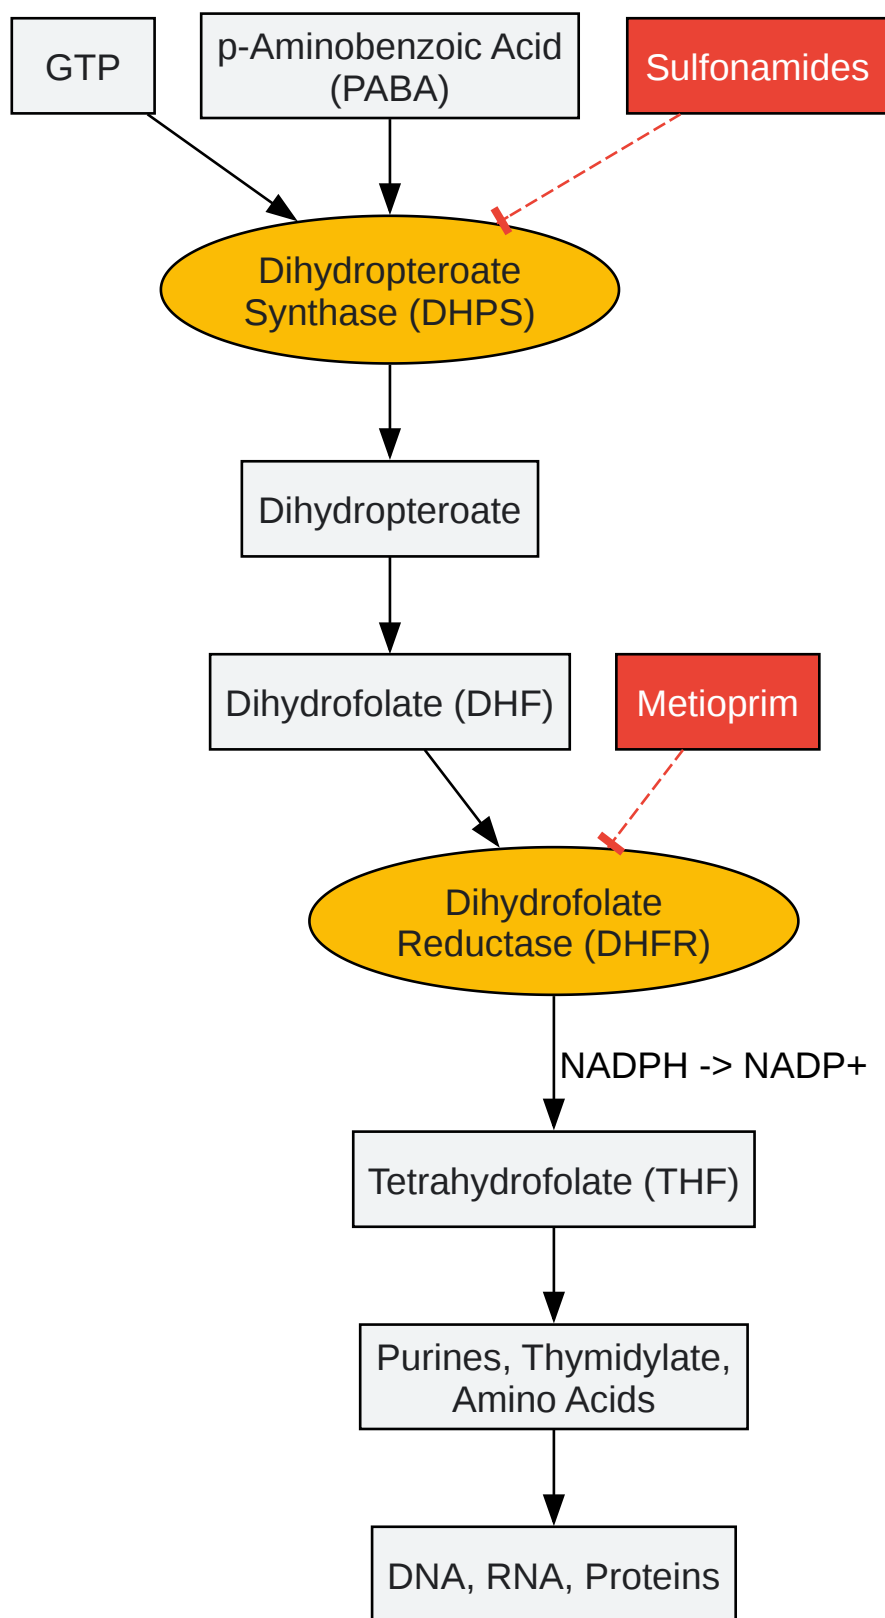 GTP
p-Aminobenzoic Acid
(PABA)
Sulfonamides
Dihydropteroate
Synthase (DHPS)
Dihydropteroate
Dihydrofolate (DHF)
Metioprim
Dihydrofolate
Reductase (DHFR)
NADPH -> NADP+
Tetrahydrofolate (THF)
Purines, Thymidylate,
Amino Acids
DNA, RNA, Proteins